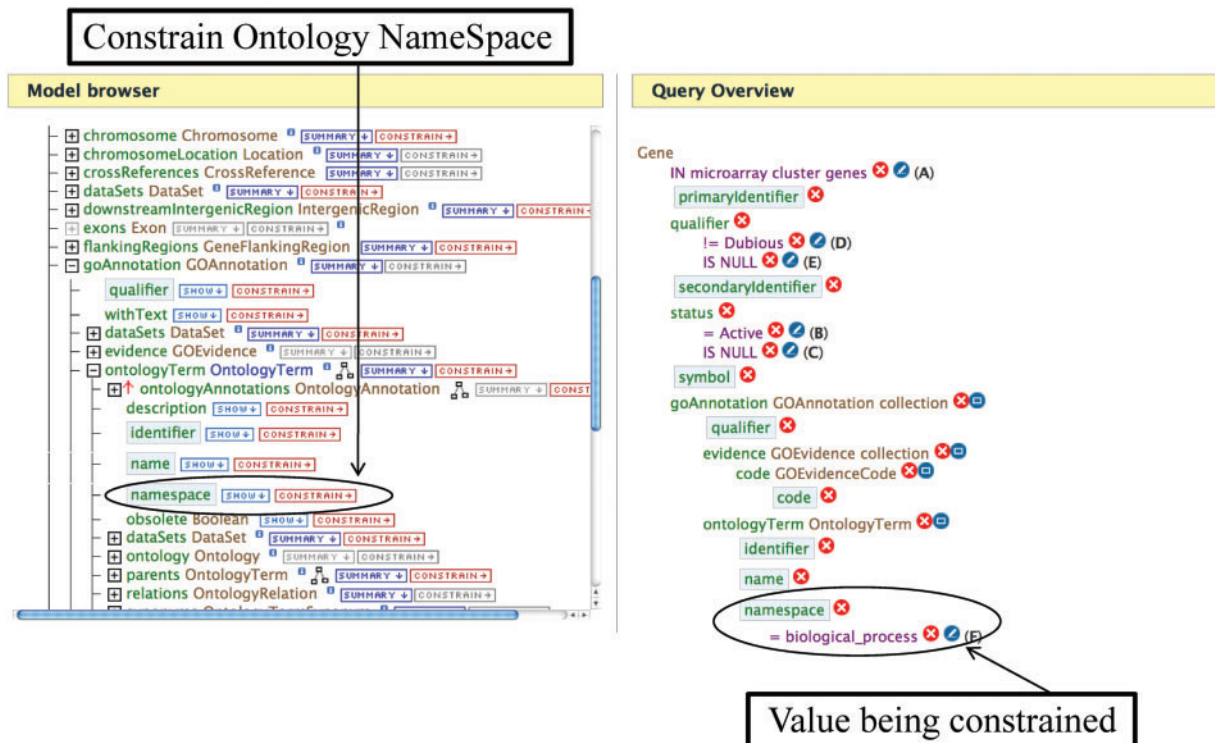 Constrain Ontology NameSpace
Model browser
chromosome Chromosome SUMMARY CONSTRAIN
chromosomeLocation Location SUMMARY CONSTRAIN
crossReferences CrossReference SUMMARY CONSTRAIN
dataSets DataSet SUMMARY CONSTRAIN
downstreamIntergenicRegion IntergenicRegion SUMMARY CONSTRAIN
exons Exon SUMMARY CONSTRAIN
flankingRegions GeneFlankingRegion SUMMARY CONSTRAIN
goAnnotation GOAnnotation SUMMARY CONSTRAIN
qualifier SHOW CONSTRAIN
withText SHOW CONSTRAIN
dataSets DataSet SUMMARY CONSTRAIN
evidence GOEvidence SUMMARY CONSTRAIN
ontologyTerm OntologyTerm SUMMARY CONSTRAIN
ontologyAnnotations OntologyAnnotation SUMMARY CONST
description SHOW CONSTRAIN
identifier SHOW CONSTRAIN
name SHOW CONSTRAIN
namespace SHOW CONSTRAIN
obsolete Boolean SHOW CONSTRAIN
dataSets DataSet SUMMARY CONSTRAIN
ontology Ontology SUMMARY CONSTRAIN
parents OntologyTerm SUMMARY CONSTRAIN
relations OntologyRelation SUMMARY CONSTRAIN
Query Overview
Gene
IN microarray cluster genes (A)
primaryIdentifier
qualifier
!= Dubious (D)
IS NULL (E)
secondaryIdentifier
status
= Active (B)
IS NULL (C)
symbol
goAnnotation GOAnnotation collection
qualifier
evidence GOEvidence collection
code GOEvidenceCode
code
ontologyTerm OntologyTerm
identifier
name
namespace
= biological_process (F)
Value being constrained